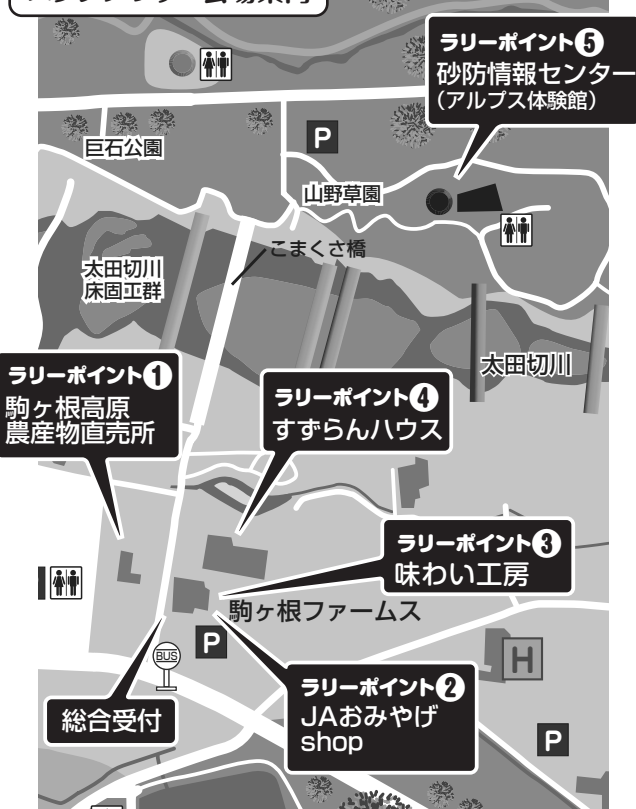 ラリーポイント❺
砂防情報センター
（アルプス体験館）
P
巨石公園
山野草園
こまくさ橋
太田切川
床固工群
太田切川
ラリーポイント❶
駒ヶ根高原
農産物直売所
ラリーポイント❹
すずらんハウス
ラリーポイント❸
味わい工房
駒ヶ根ファームス
P
BUS
H
ラリーポイント❷
JAおみやげ
shop
総合受付
P